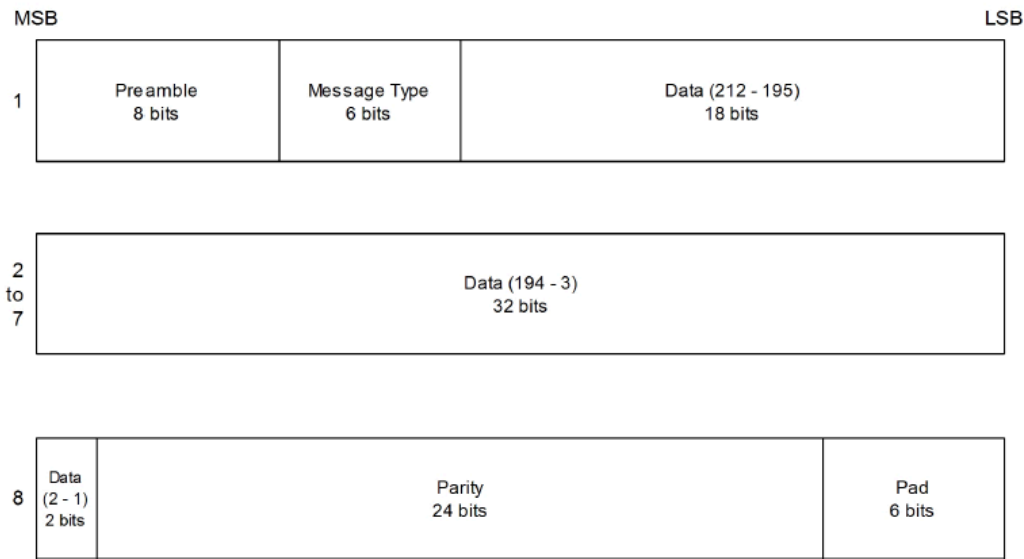 MSB
LSB
1
Preamble
8 bits
Message Type
6 bits
Data (212 - 195)
18 bits
2
to
7
Data (194 - 3)
32 bits
8
Data
(2 - 1)
2 bits
Parity
24 bits
Pad
6 bits